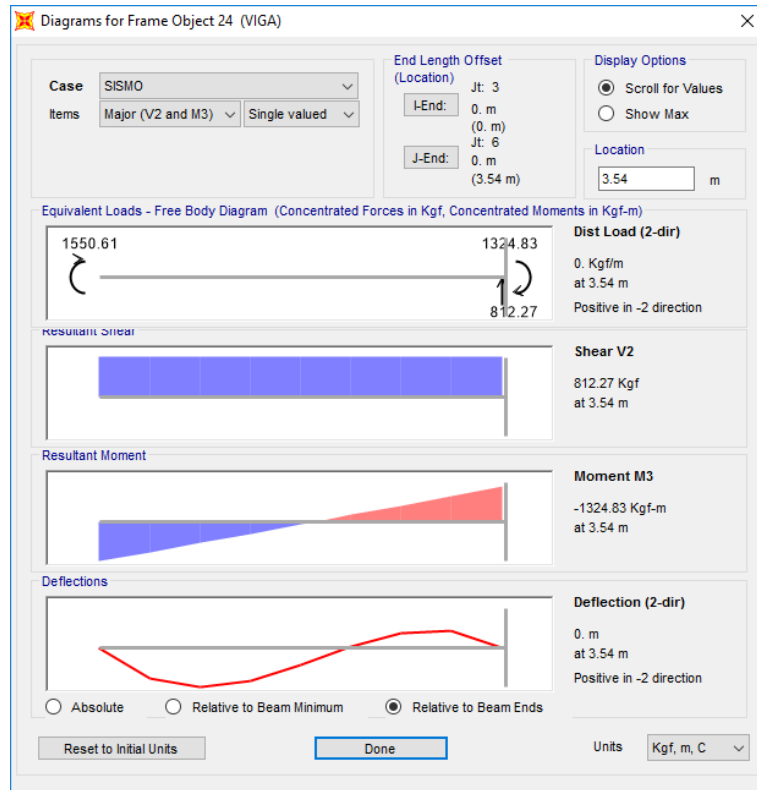 Diagrams for Frame Object 24 (VIGA)
Case SISMO
Items Major (V2 and M3) Single valued
End Length Offset
(Location)
Jt: 3
I-End: 0. m
(0. m)
Jt: 6
J-End: 0. m
(3.54 m)
Display Options
Scroll for Values
Show Max
Location
3.54 m
Equivalent Loads - Free Body Diagram (Concentrated Forces in Kgf, Concentrated Moments in Kgf-m)
1550.61 1324.83
812.27
Dist Load (2-dir)
0. Kgf/m
at 3.54 m
Positive in -2 direction
Resultant Shear
Shear V2
812.27 Kgf
at 3.54 m
Resultant Moment
Moment M3
-1324.83 Kgf-m
at 3.54 m
Deflections
Deflection (2-dir)
0. m
at 3.54 m
Positive in -2 direction
Absolute Relative to Beam Minimum Relative to Beam Ends
Reset to Initial Units Done Units Kgf, m, C